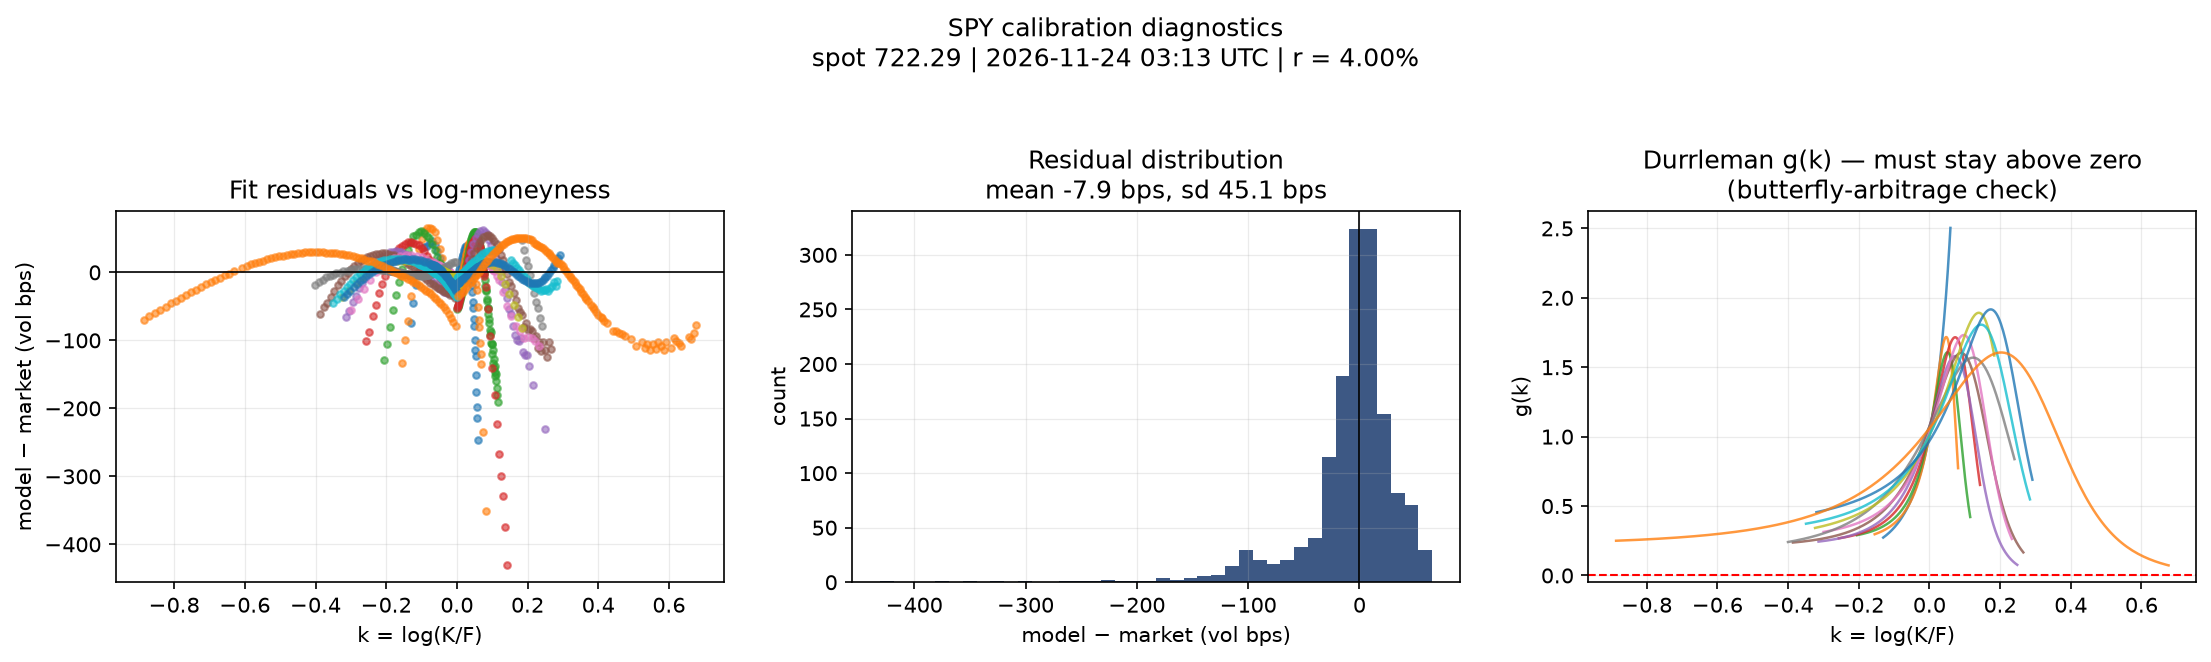 SPY calibration diagnostics
spot 722.29 | 2026-11-24 03:13 UTC | r = 4.00%
Fit residuals vs log-moneyness
model − market (vol bps)
0
−100
−200
−300
−400
−0.8 −0.6 −0.4 −0.2 0.0 0.2 0.4 0.6
k = log(K/F)
Residual distribution
mean -7.9 bps, sd 45.1 bps
count
300
250
200
150
100
50
0
−400 −300 −200 −100 0
model − market (vol bps)
Durrleman g(k) — must stay above zero
(butterfly-arbitrage check)
g(k)
2.5
2.0
1.5
1.0
0.5
0.0
−0.8 −0.6 −0.4 −0.2 0.0 0.2 0.4 0.6
k = log(K/F)